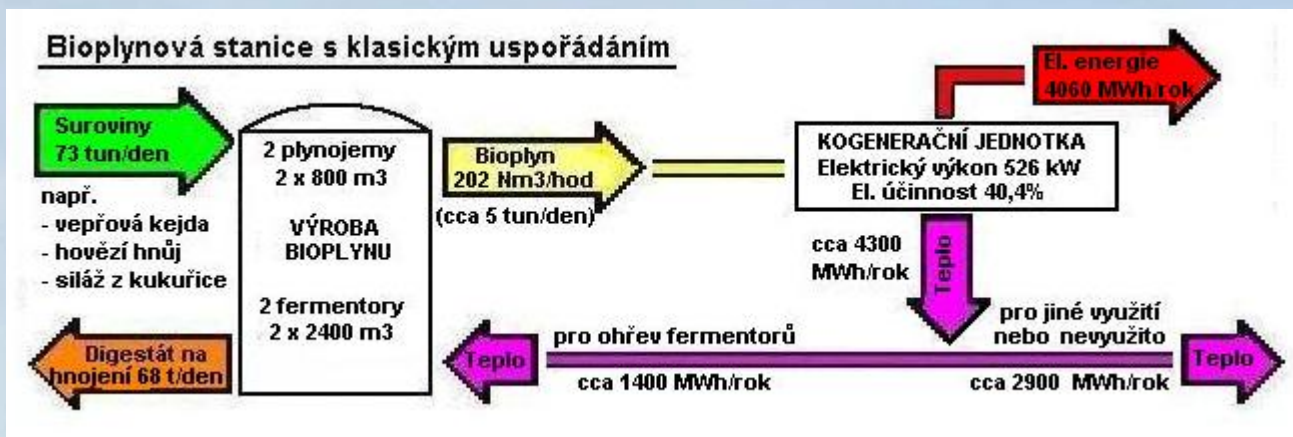 Bioplynová stanice s klasickým uspořádáním
El. energie
4060 MWh/rok
Suroviny
73 tun/den
např.
- vepřová kejda
- hovězí hnůj
- siláž z kukuřice
2 plynojemy
2 x 800 m3
VÝROBA
BIOPLYNU
2 fermentory
2 x 2400 m3
Bioplyn
202 Nm3/hod
(cca 5 tun/den)
KOGENERAČNÍ JEDNOTKA
Elektrický výkon 526 kW
El. účinnost 40,4%
cca 4300
MWh/rok
Teplo
pro jiné využití
nebo nevyužito
Teplo
cca 2900 MWh/rok
pro ohřev fermentorů
cca 1400 MWh/rok
Teplo
Digestát na
hnojení 68 t/den